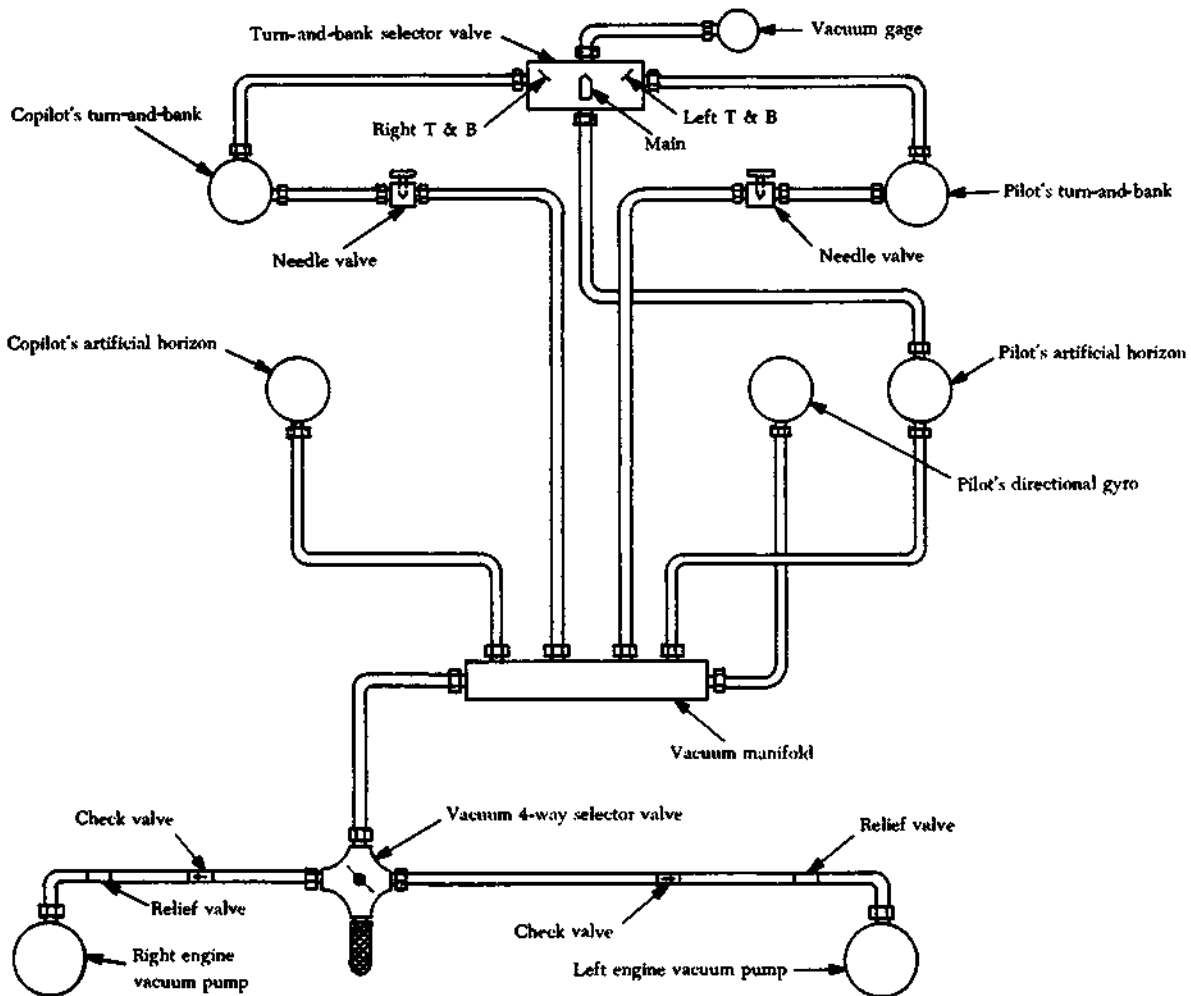 Turn-and-bank selector valve
Vacuum gage
Copilot's turn-and-bank
Right T & B
Main
Left T & B
Pilot's turn-and-bank
Needle valve
Needle valve
Copilot's artificial horizon
Pilot's artificial horizon
Pilot's directional gyro
Vacuum manifold
Check valve
Vacuum 4-way selector valve
Relief valve
Relief valve
Check valve
Right engine
vacuum pump
Left engine vacuum pump